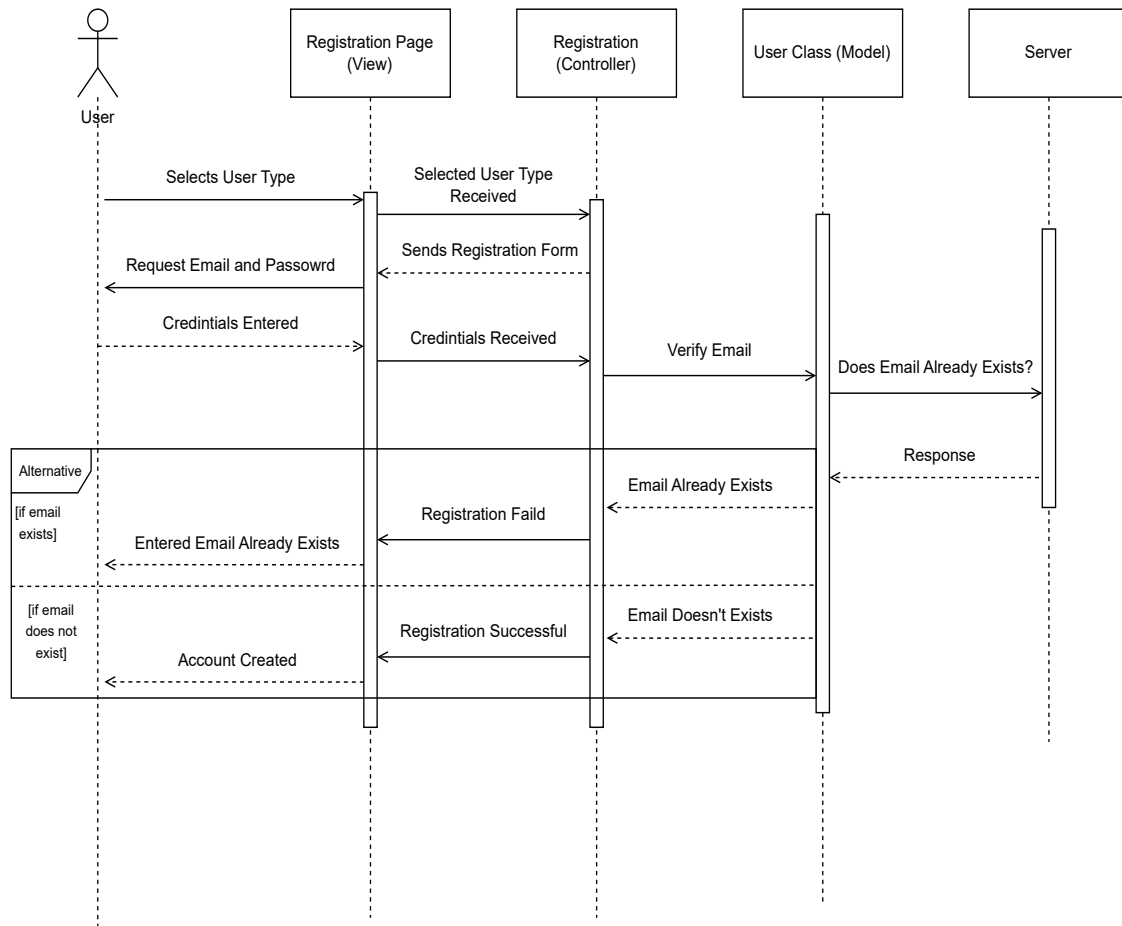 User
Registration Page
(View)
Registration
(Controller)
User Class (Model)
Server
Selects User Type
Selected User Type
Received
Sends Registration Form
Request Email and Passowrd
Credintials Entered
Credintials Received
Verify Email
Does Email Already Exists?
Response
Alternative
[if email
exists]
Email Already Exists
Registration Faild
Entered Email Already Exists
[if email
does not
exist]
Email Doesn't Exists
Registration Successful
Account Created